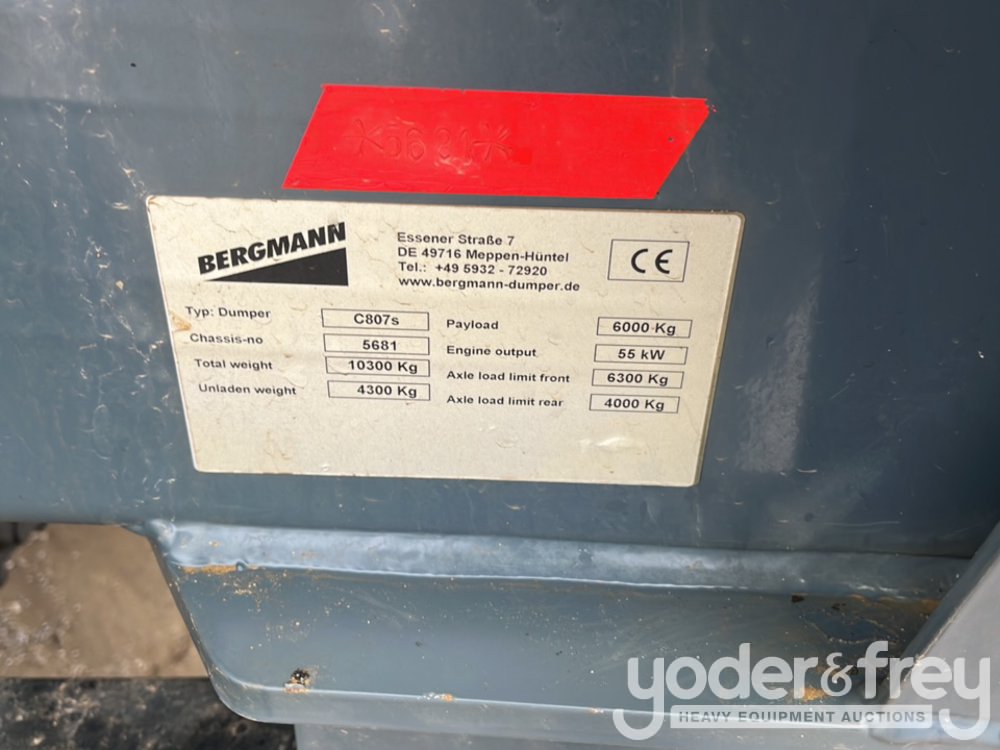 BERGMANN
Essener Straße 7
DE 49716 Meppen-Hüntel
Tel.: +49 5932 - 72920
www.bergmann-dumper.de
CE
Typ: Dumper C807s
Chassis-no 5681
Total weight 10300 Kg
Unladen weight 4300 Kg
Payload 6000 Kg
Engine output 55 kW
Axle load limit front 6300 Kg
Axle load limit rear 4000 Kg
yoder&frey
HEAVY EQUIPMENT AUCTIONS